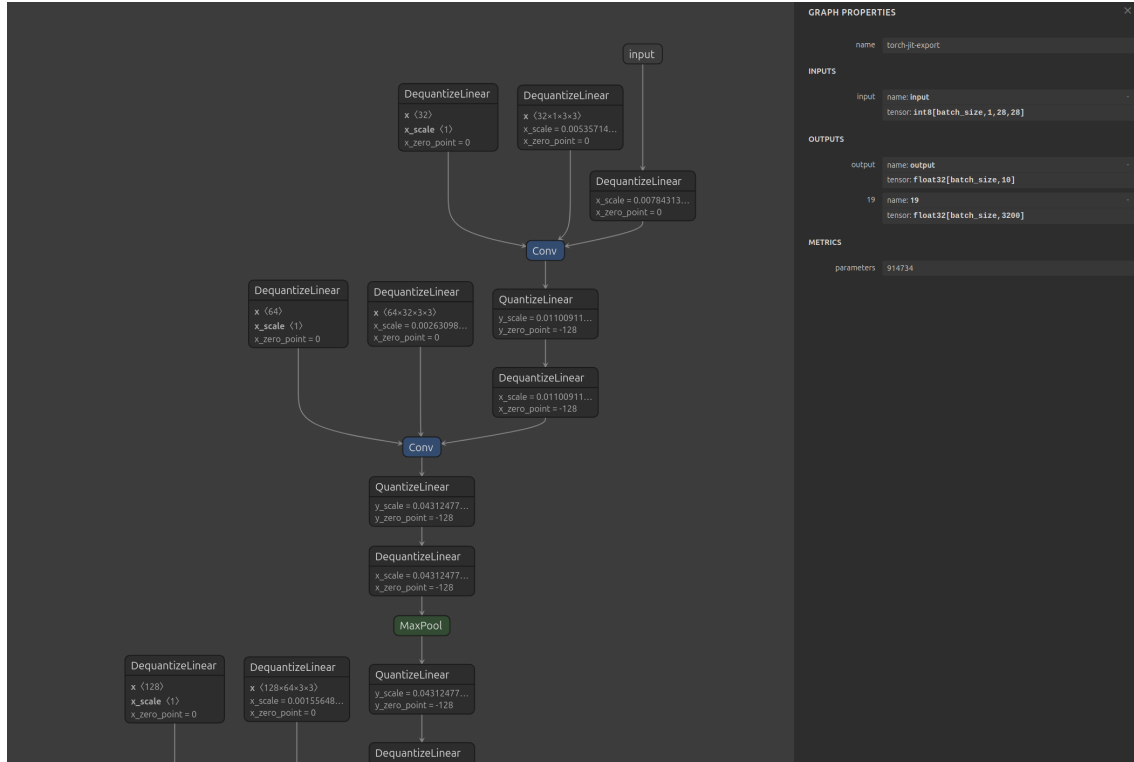 input
DequantizeLinear
x ⟨32⟩
x_scale ⟨1⟩
x_zero_point = 0
DequantizeLinear
x ⟨32×1×3×3⟩
x_scale = 0.00535714…
x_zero_point = 0
DequantizeLinear
x_scale = 0.00784313…
x_zero_point = 0
Conv
DequantizeLinear
x ⟨64⟩
x_scale ⟨1⟩
x_zero_point = 0
DequantizeLinear
x ⟨64×32×3×3⟩
x_scale = 0.00263098…
x_zero_point = 0
QuantizeLinear
y_scale = 0.01100911…
y_zero_point = -128
DequantizeLinear
x_scale = 0.01100911…
x_zero_point = -128
Conv
QuantizeLinear
y_scale = 0.04312477…
y_zero_point = -128
DequantizeLinear
x_scale = 0.04312477…
x_zero_point = -128
MaxPool
DequantizeLinear
x ⟨128⟩
x_scale ⟨1⟩
x_zero_point = 0
DequantizeLinear
x ⟨128×64×3×3⟩
x_scale = 0.00155648…
x_zero_point = 0
QuantizeLinear
y_scale = 0.04312477…
y_zero_point = -128
DequantizeLinear
GRAPH PROPERTIES ×
name torch-jit-export
INPUTS
input name: input -
tensor: int8[batch_size,1,28,28]
OUTPUTS
output name: output -
tensor: float32[batch_size,10]
19 name: 19 -
tensor: float32[batch_size,3200]
METRICS
parameters 914734